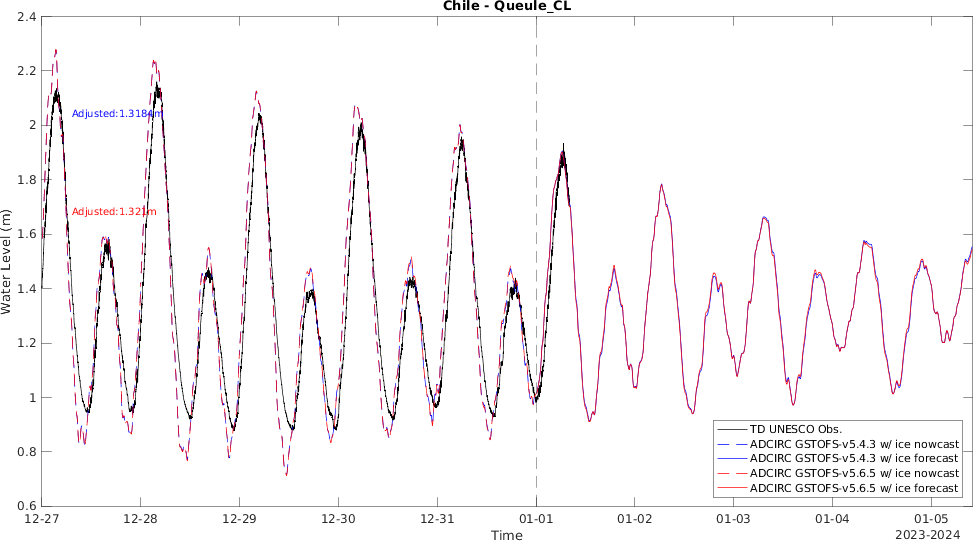 Chile - Queule_CL
2.4
2.2
2
1.8
1.6
1.4
1.2
1
0.8
0.6
Water Level (m)
Adjusted:1.3184m
Adjusted:1.321m
TD UNESCO Obs.
ADCIRC GSTOFS-v5.4.3 w/ ice nowcast
ADCIRC GSTOFS-v5.4.3 w/ ice forecast
ADCIRC GSTOFS-v5.6.5 w/ ice nowcast
ADCIRC GSTOFS-v5.6.5 w/ ice forecast
12-27 12-28 12-29 12-30 12-31 01-01 01-02 01-03 01-04 01-05
Time
2023-2024